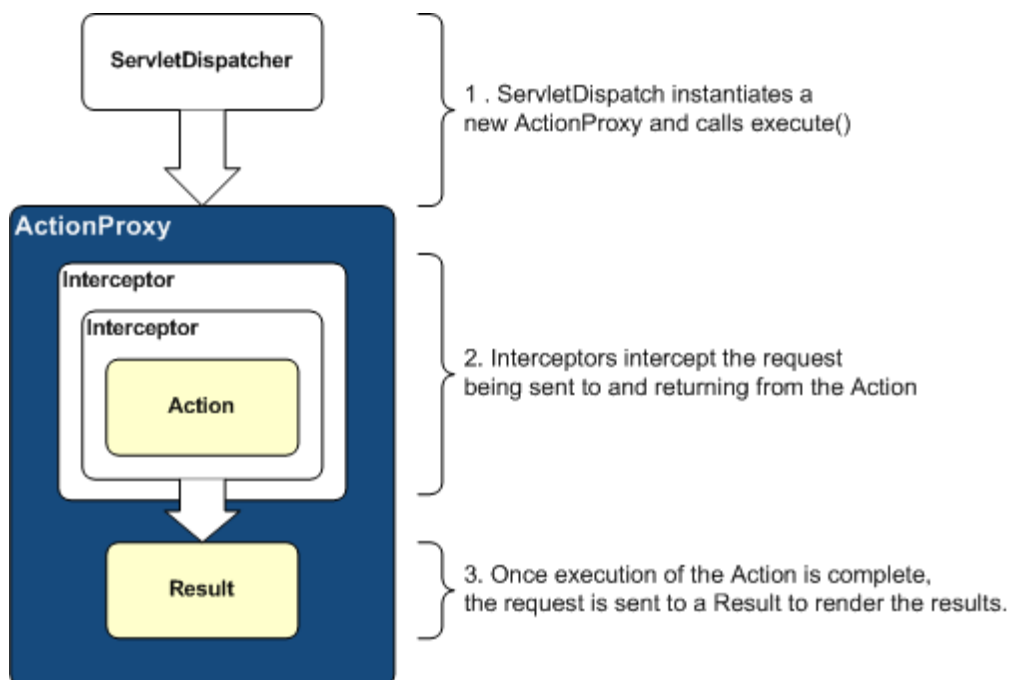 ServletDispatcher
1 . ServletDispatch instantiates a
new ActionProxy and calls execute()
ActionProxy
Interceptor
Interceptor
Action
2. Interceptors intercept the request
being sent to and returning from the Action
Result
3. Once execution of the Action is complete,
the request is sent to a Result to render the results.